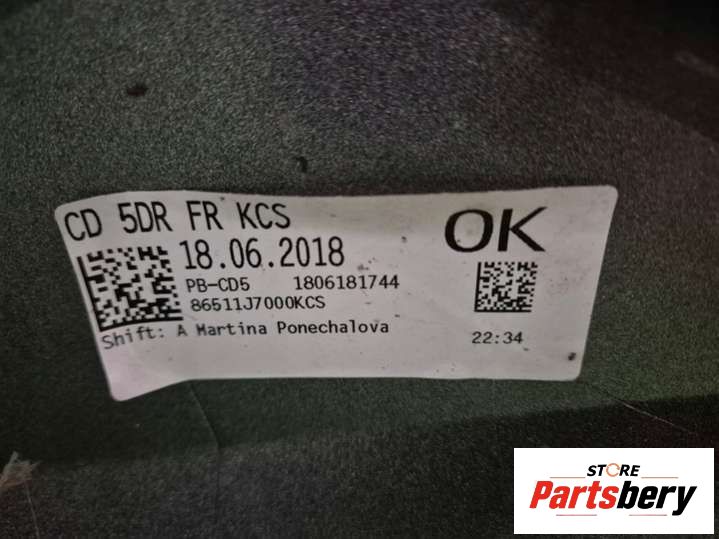 CD 5DR FR KCS
OK
18.06.2018
PB-CD5 1806181744
86511J7000KCS
Shift: A Martina Ponechalova
22:34
STORE
Partsbery